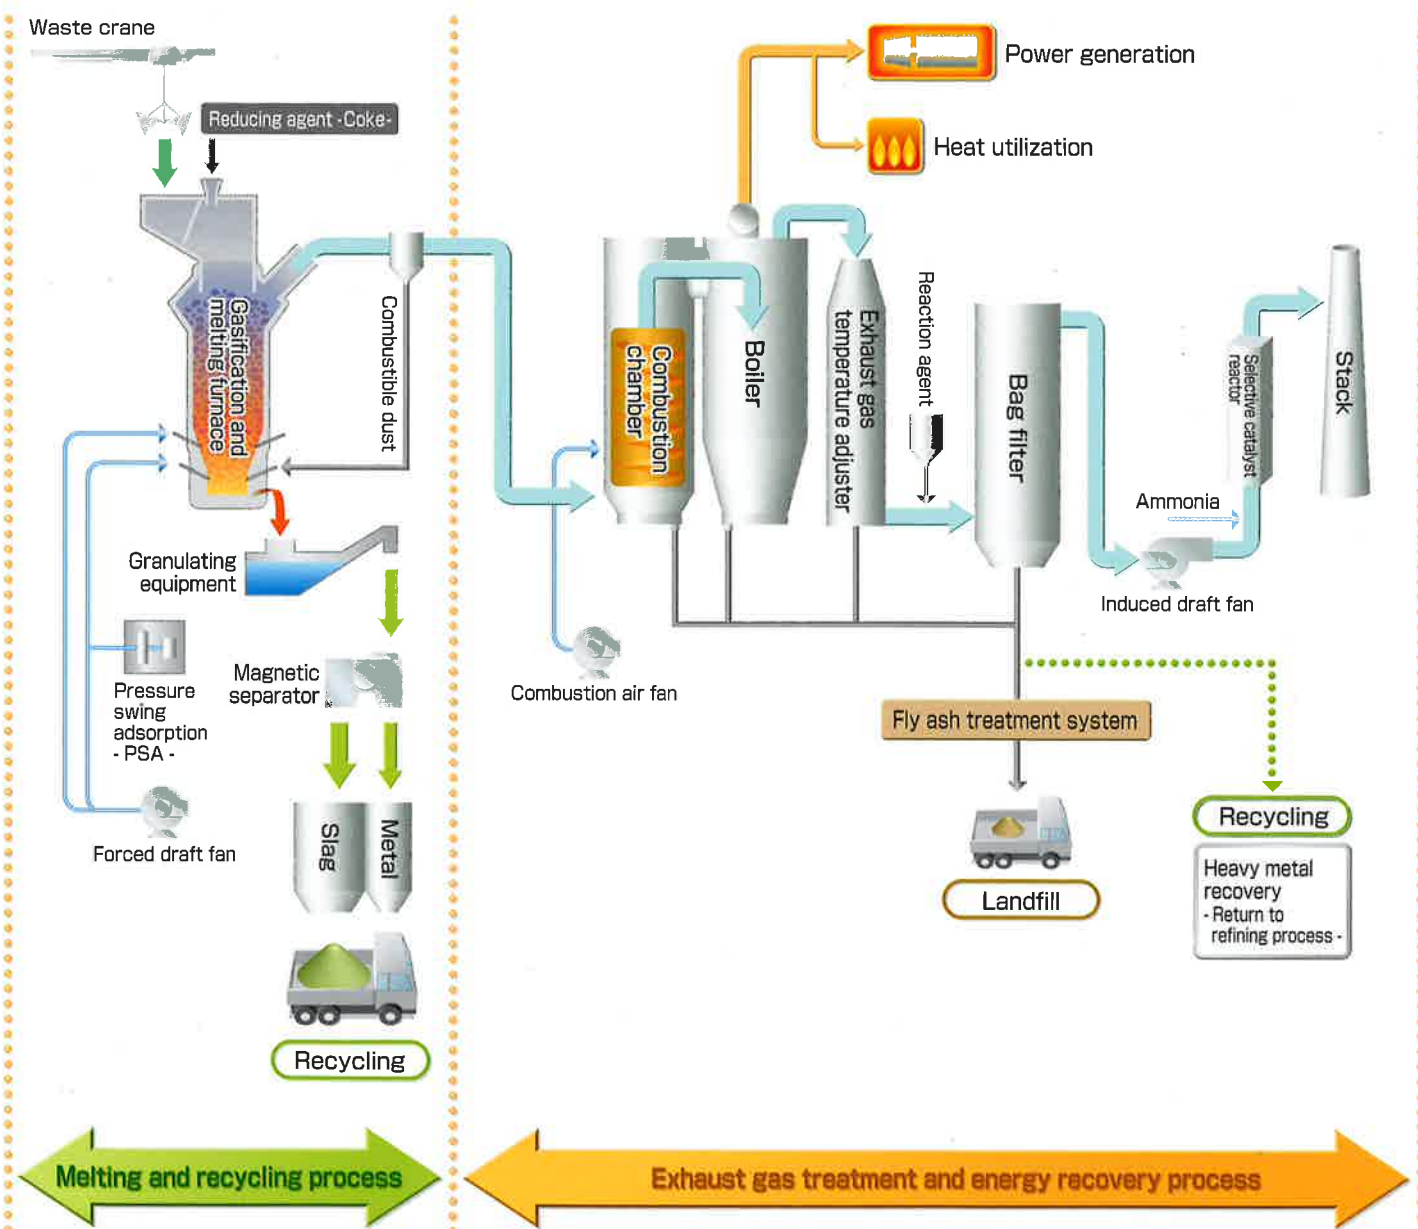 Waste crane
Reducing agent -Coke-
Gasification and
melting furnace
Combustible dust
Granulating
equipment
Pressure
swing
adsorption
- PSA -
Magnetic
separator
Forced draft fan
Slag
Metal
Recycling
Melting and recycling process
Power generation
Heat utilization
Combustion
chamber
Boiler
Exhaust gas
temperature adjuster
Reaction agent
Bag filter
Selective catalyst
reactor
Stack
Ammonia
Induced draft fan
Combustion air fan
Fly ash treatment system
Landfill
Recycling
Heavy metal
recovery
- Return to
refining process -
Exhaust gas treatment and energy recovery process